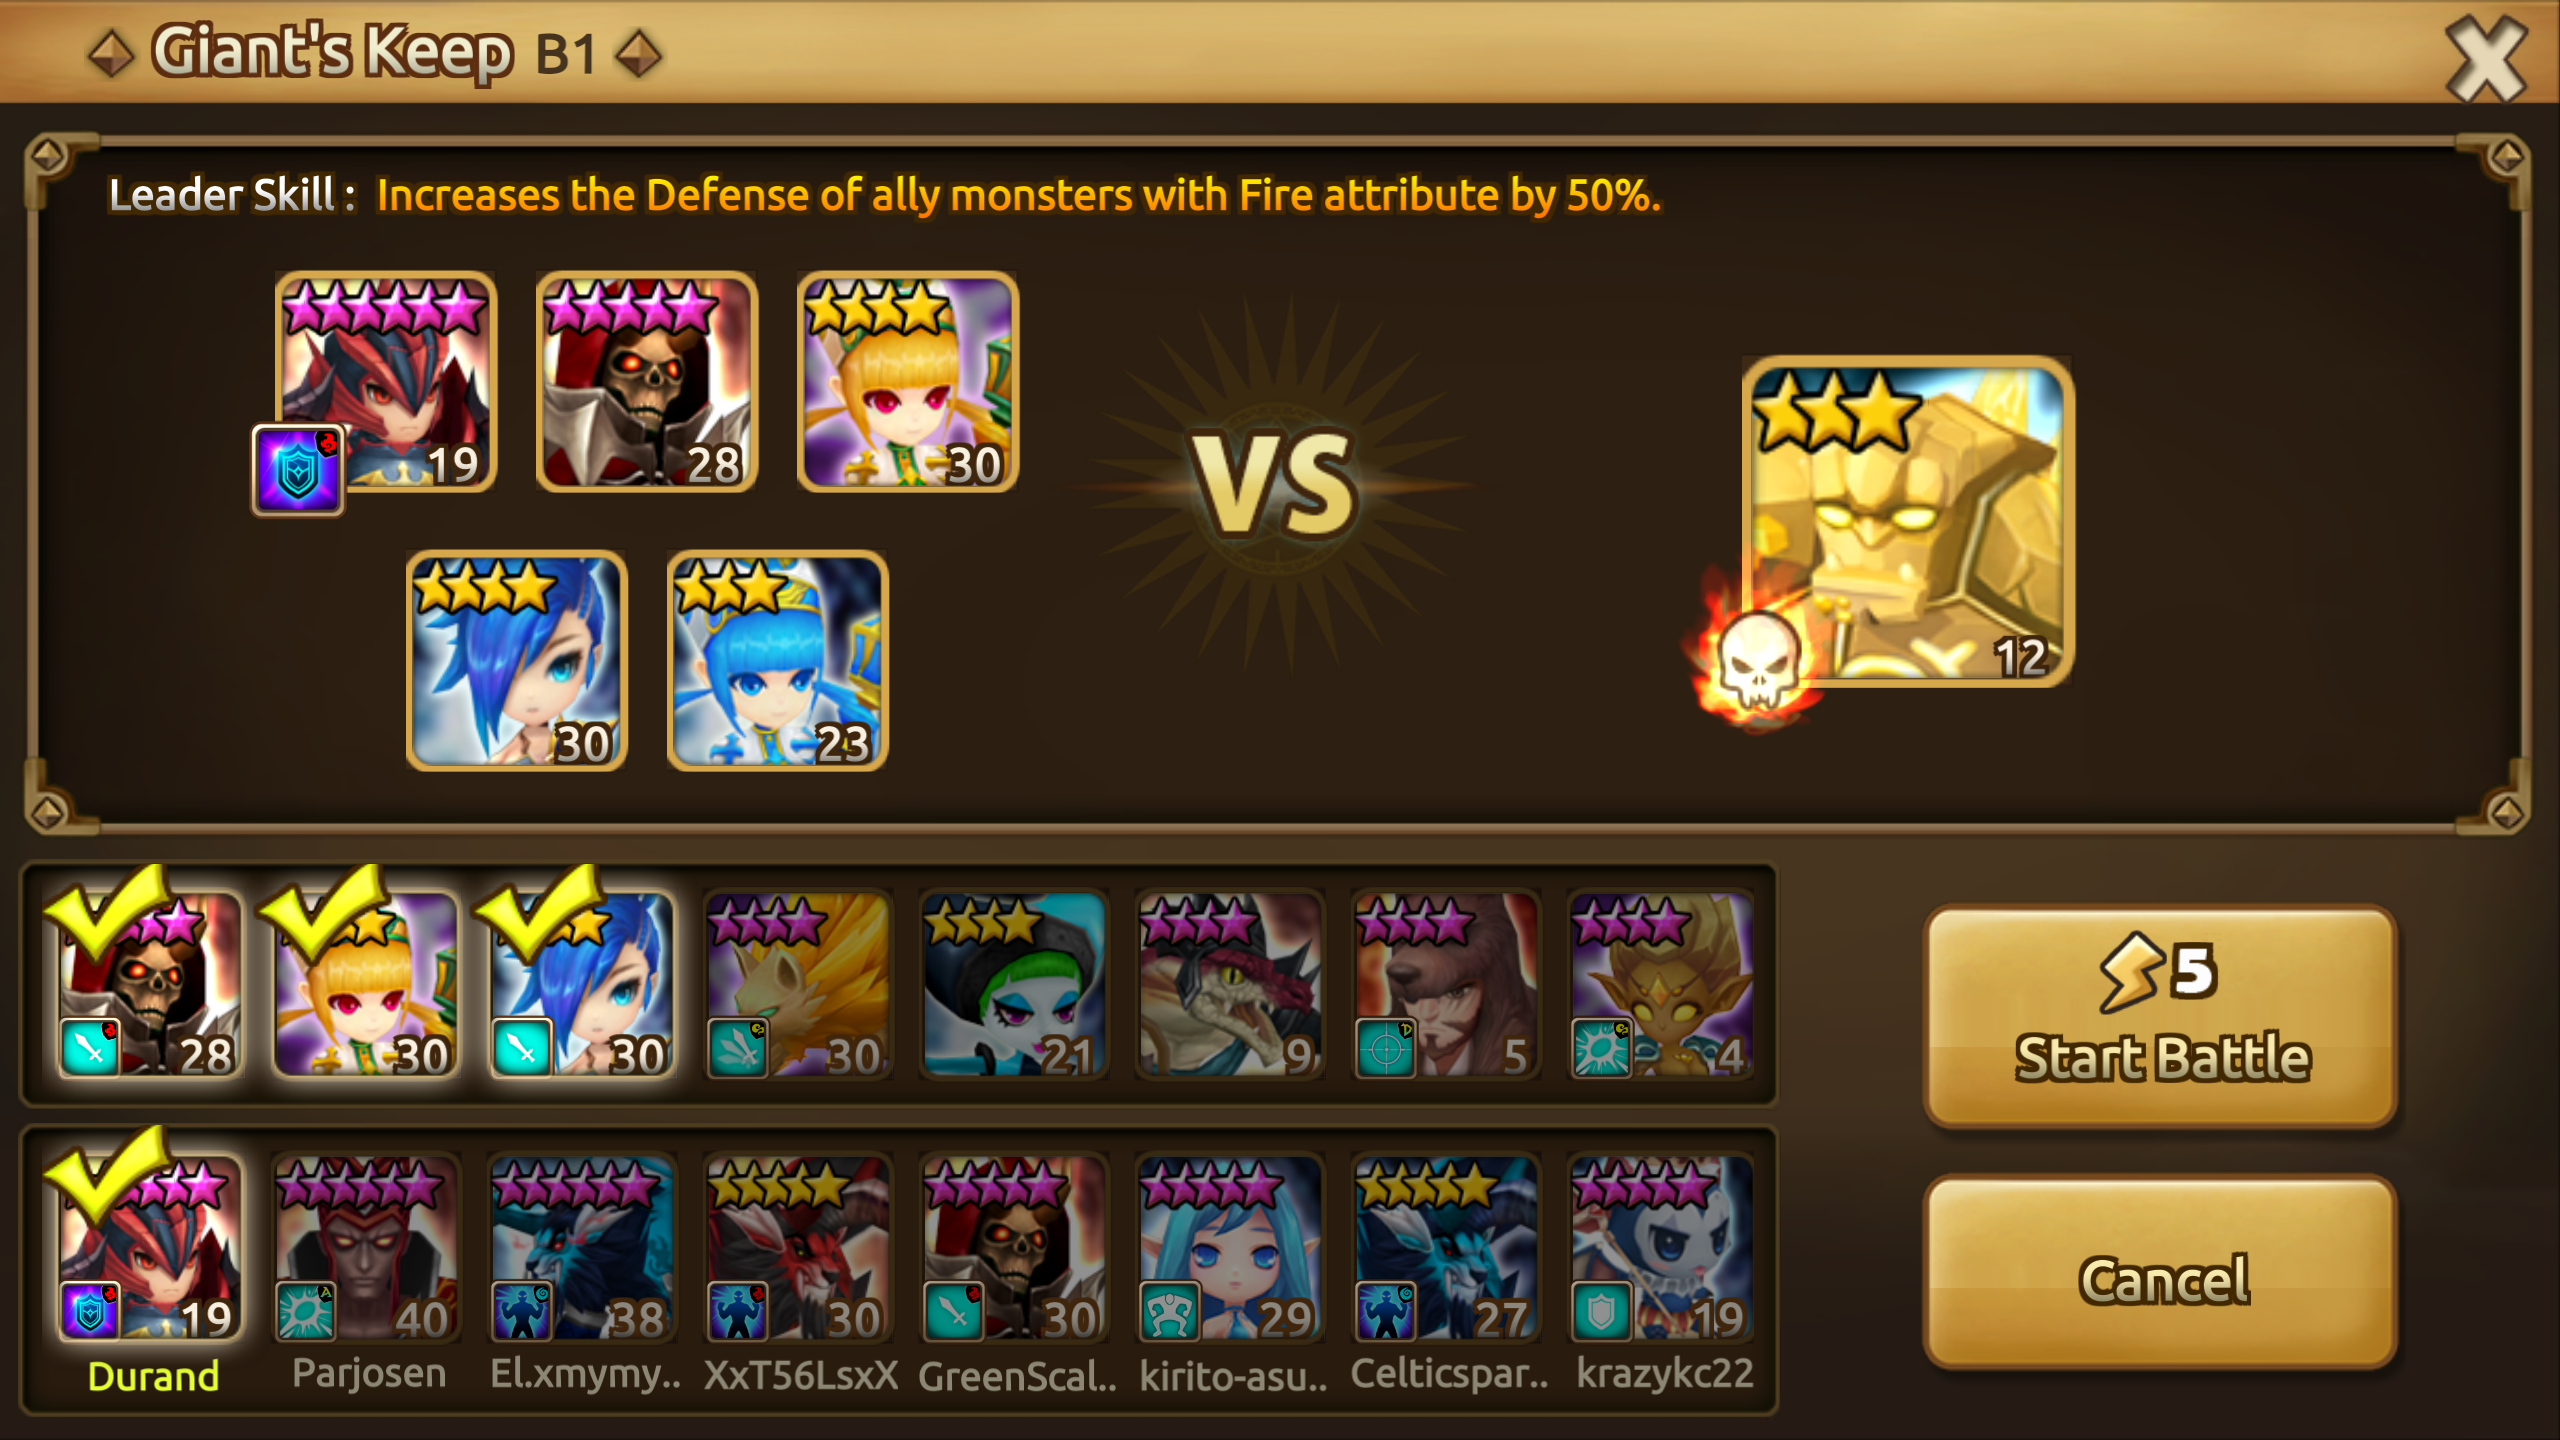 Giant's Keep B1
Leader Skill : Increases the Defense of ally monsters with Fire attribute by 50%.
19 28 30
VS
12
30 23
28 30 30 30 21 9 5 4
5
Start Battle
19 40 38 30 30 29 27 19
Durand Parjosen El.xmymy.. XxT56LsxX GreenScal.. kirito-asu.. Celticspar.. krazykc22
Cancel